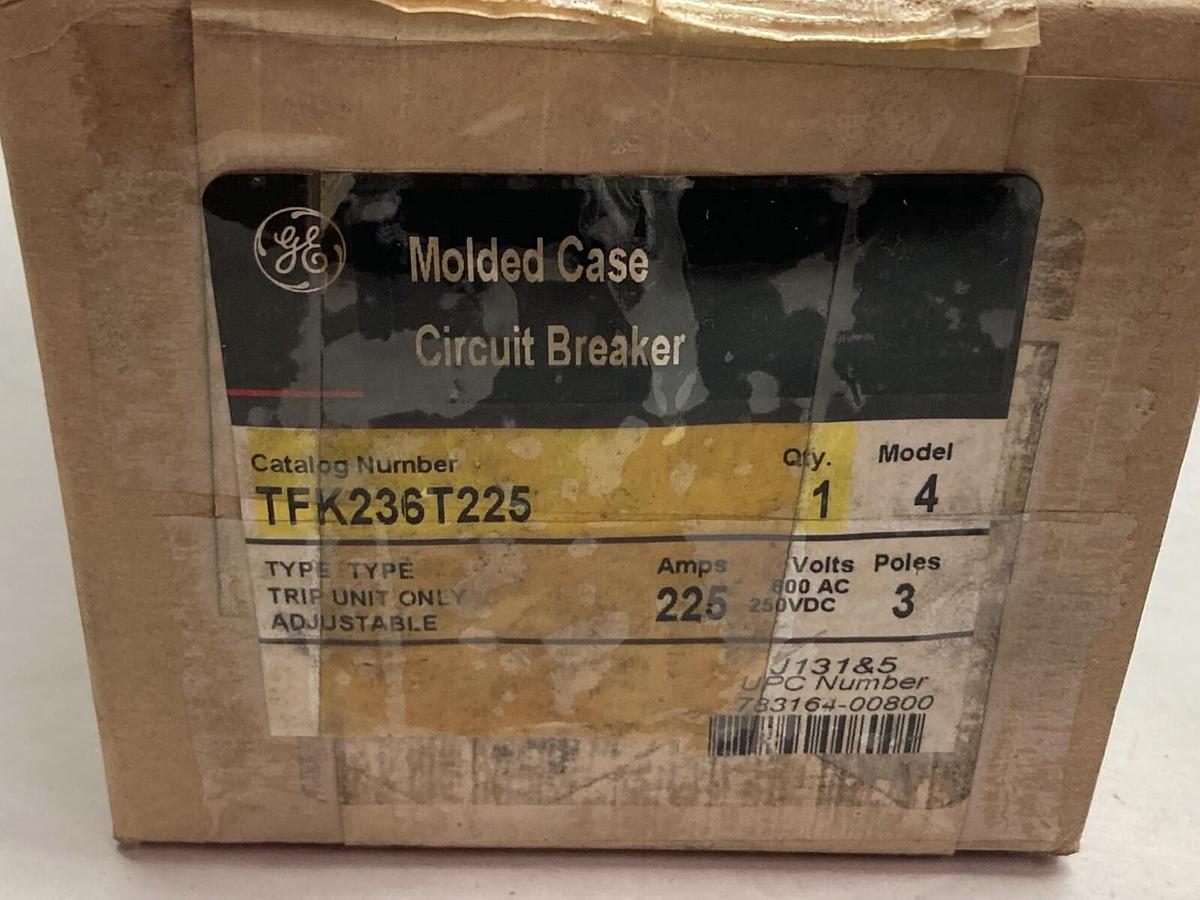 GE
Molded Case
Circuit Breaker
Catalog Number Qty. Model
TFK236T225 1 4
TYPE TYPE Amps Volts Poles
TRIP UNIT ONLY 225 600 AC 3
ADJUSTABLE 250VDC
J131&5
UPC Number
783164-00800